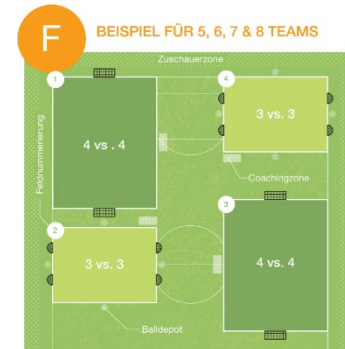 F
BEISPIEL FÜR 5, 6, 7 & 8 TEAMS
Zuschauerzone
1
4 vs . 4
4
3 vs. 3
Feldnummerierung
Coachingzone
2
3 vs. 3
3
4 vs. 4
Balldepot